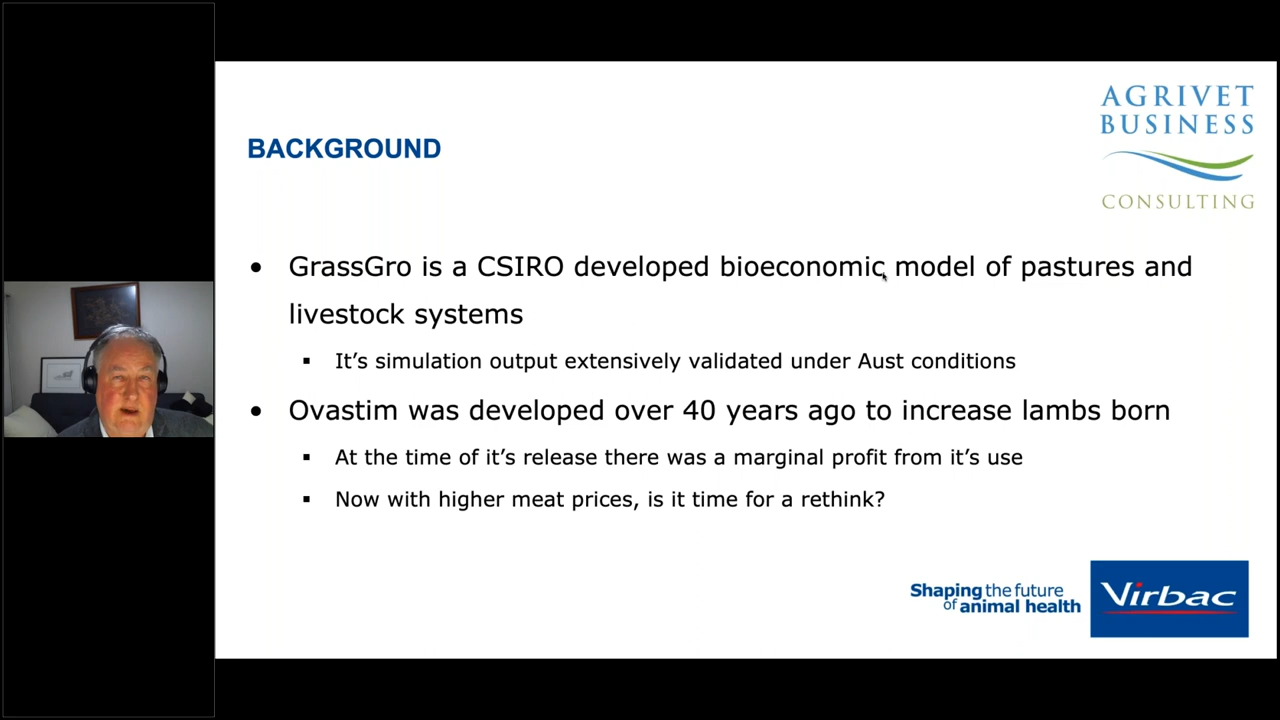 AGRIVET
BUSINESS
CONSULTING
BACKGROUND
• GrassGro is a CSIRO developed bioeconomic model of pastures and
livestock systems
▪ It’s simulation output extensively validated under Aust conditions
• Ovastim was developed over 40 years ago to increase lambs born
▪ At the time of it’s release there was a marginal profit from it’s use
▪ Now with higher meat prices, is it time for a rethink?
Shaping the future
of animal health
Virbac